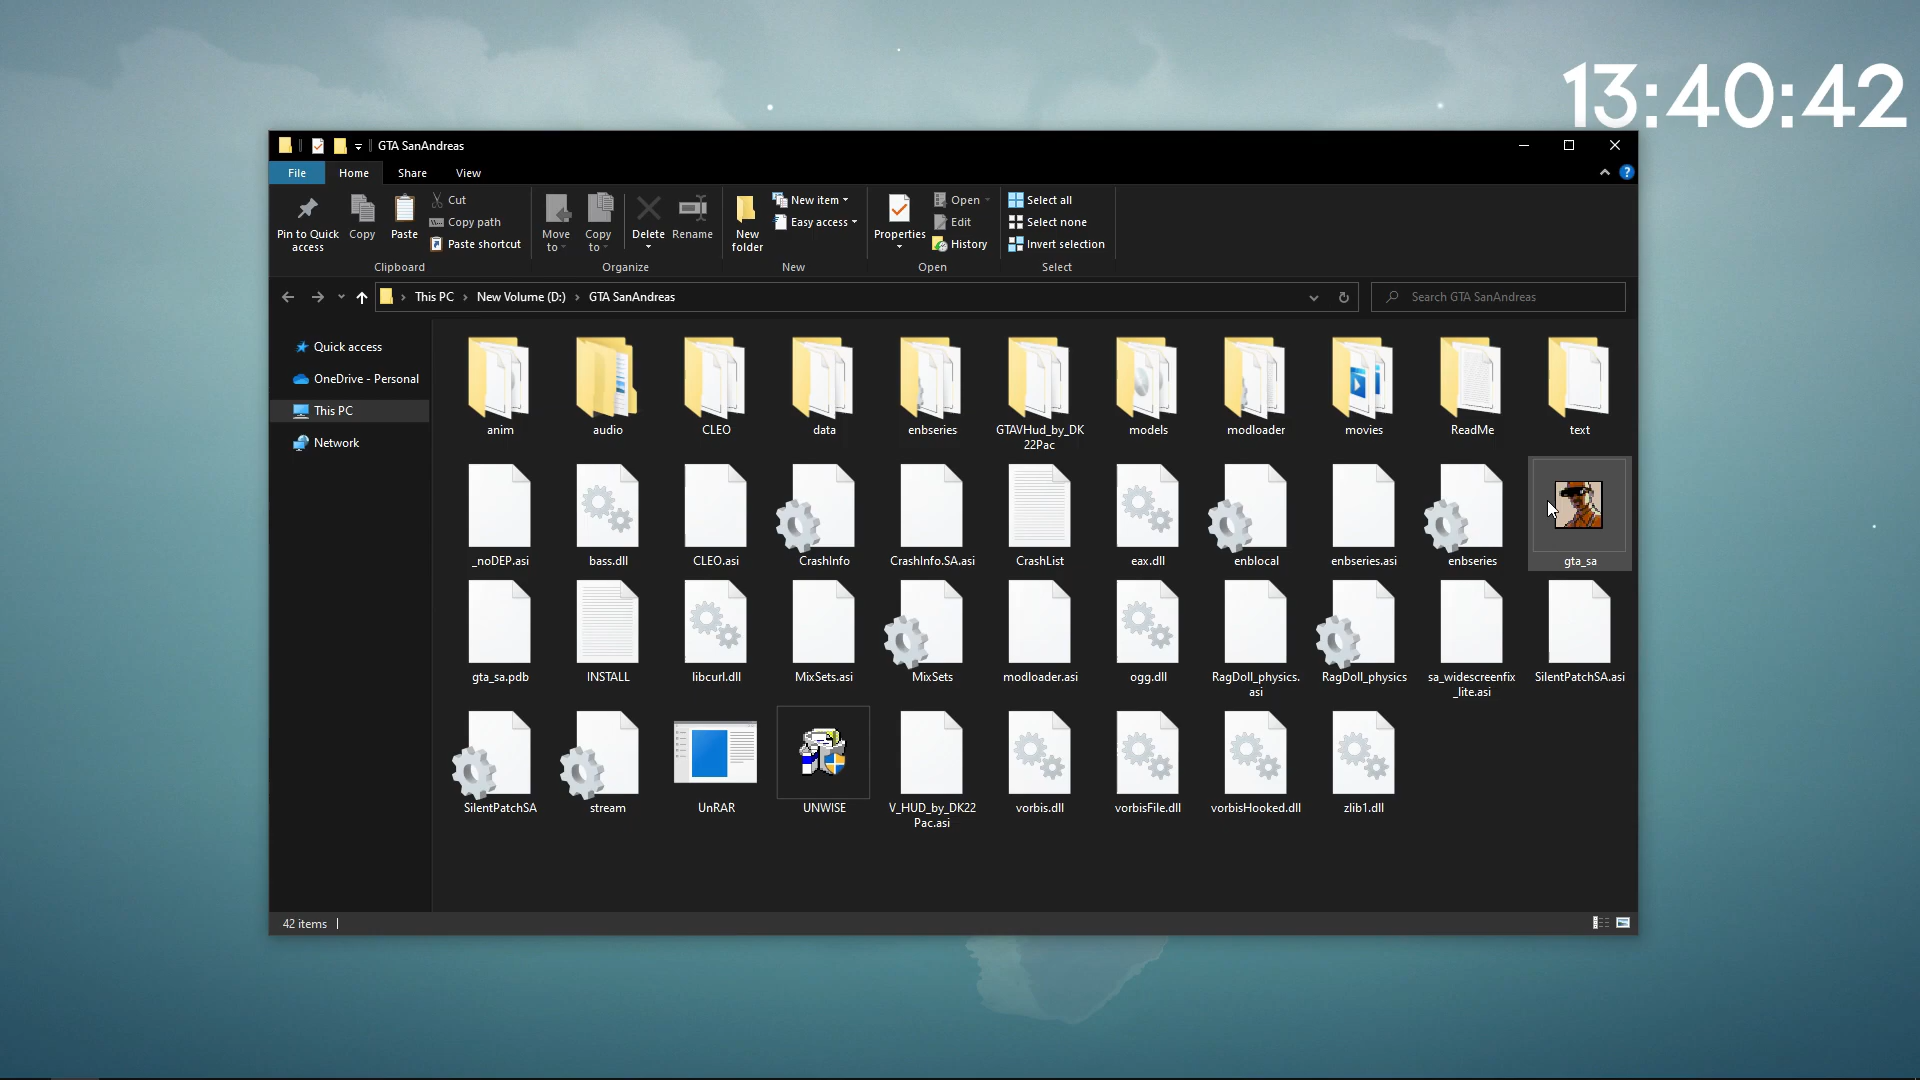 13:40:42
GTA SanAndreas
File
Home
Share
View
Pin to Quick
access
Copy
Paste
Cut
Copy path
Paste shortcut
Clipboard
Move
to
Copy
to
Delete
Rename
Organize
New
folder
New item
Easy access
New
Properties
Open
Edit
History
Open
Select all
Select none
Invert selection
Select
This PC
New Volume (D:)
GTA SanAndreas
Search GTA SanAndreas
Quick access
OneDrive - Personal
This PC
Network
anim
audio
CLEO
data
enbseries
GTAVHud_by_DK
22Pac
models
modloader
movies
ReadMe
text
_noDEP.asi
bass.dll
CLEO.asi
CrashInfo
CrashInfo.SA.asi
CrashList
eax.dll
enblocal
enbseries.asi
enbseries
gta_sa
gta_sa.pdb
INSTALL
libcurl.dll
MixSets.asi
MixSets
modloader.asi
ogg.dll
RagDoll_physics.
asi
RagDoll_physics
sa_widescreenfix
_lite.asi
SilentPatchSA.asi
SilentPatchSA
stream
UnRAR
UNWISE
V_HUD_by_DK22
Pac.asi
vorbis.dll
vorbisFile.dll
vorbisHooked.dll
zlib1.dll
42 items